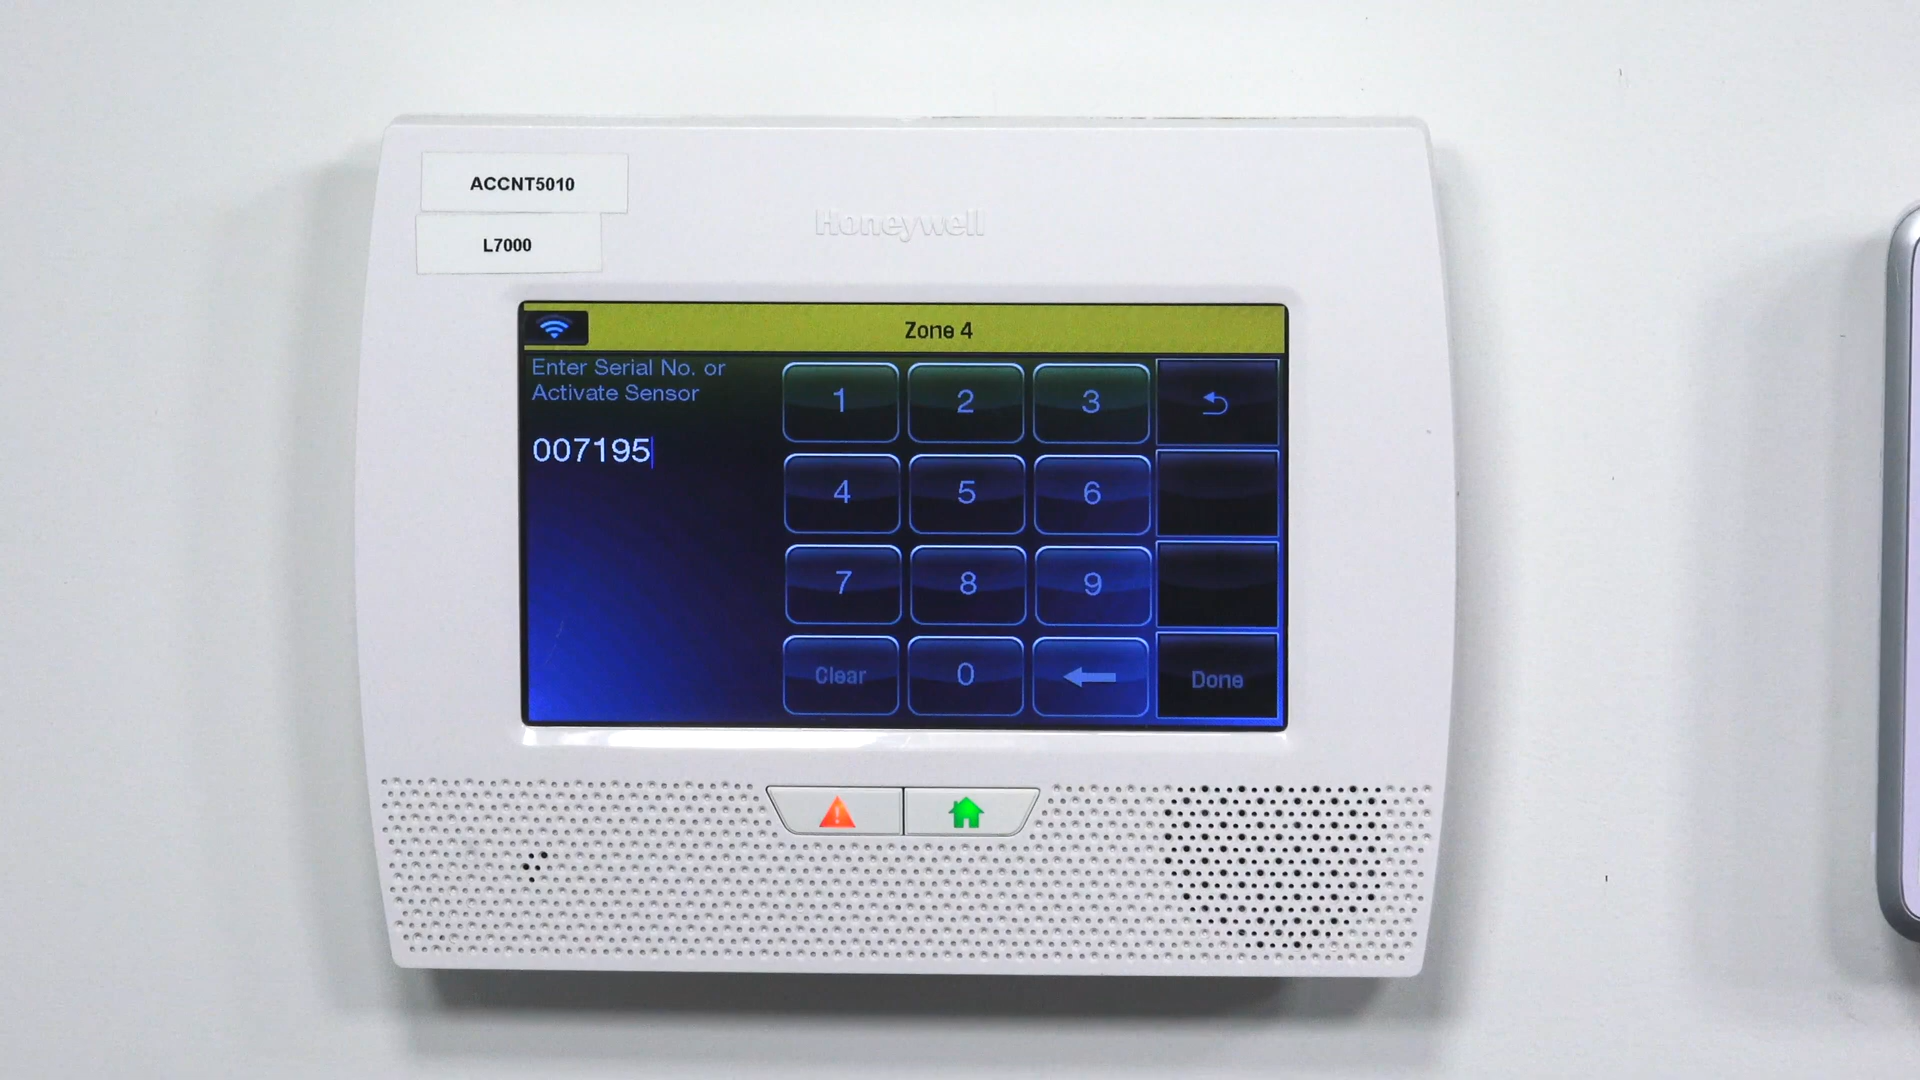 ACCNT5010
L7000
Honeywell
Zone 4
Enter Serial No. or
Activate Sensor
007195
1 2 3
4 5 6
7 8 9
Clear 0 Done